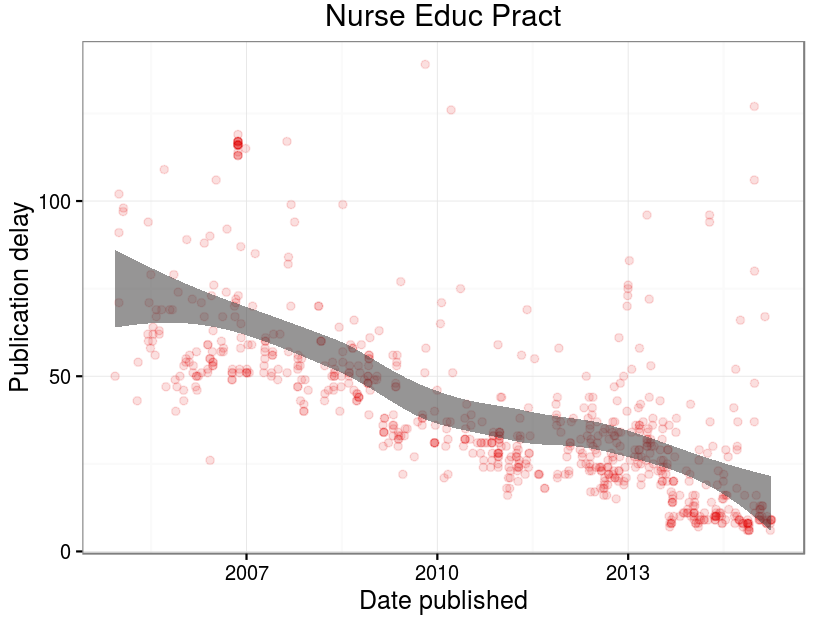 Nurse Educ Pract
Publication delay
100
50
0
2007 2010 2013
Date published